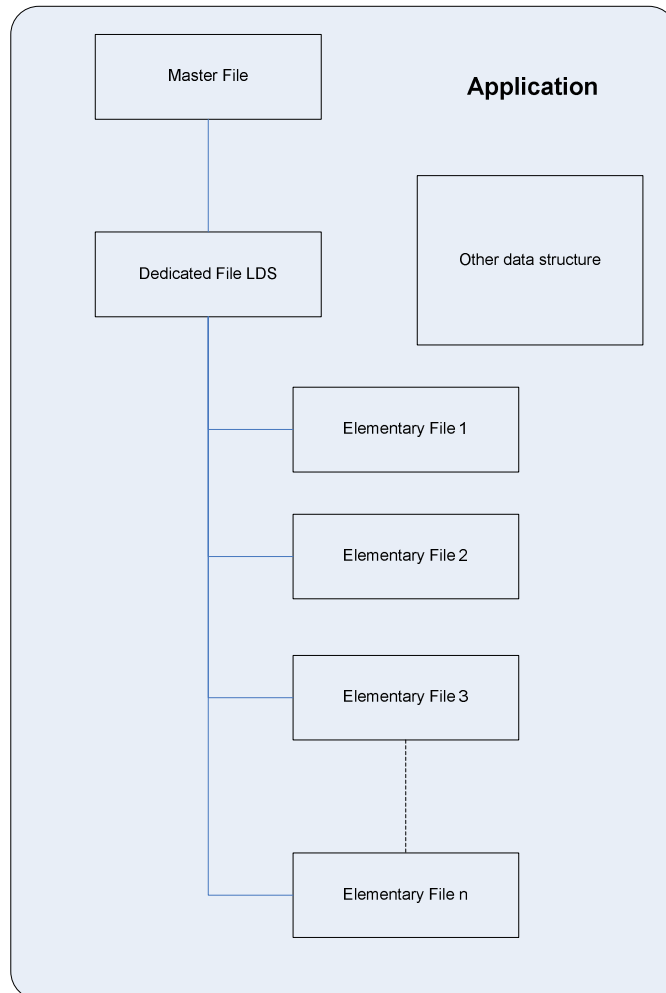 Master File
Application
Dedicated File LDS
Other data structure
Elementary File 1
Elementary File 2
Elementary File 3
Elementary File n